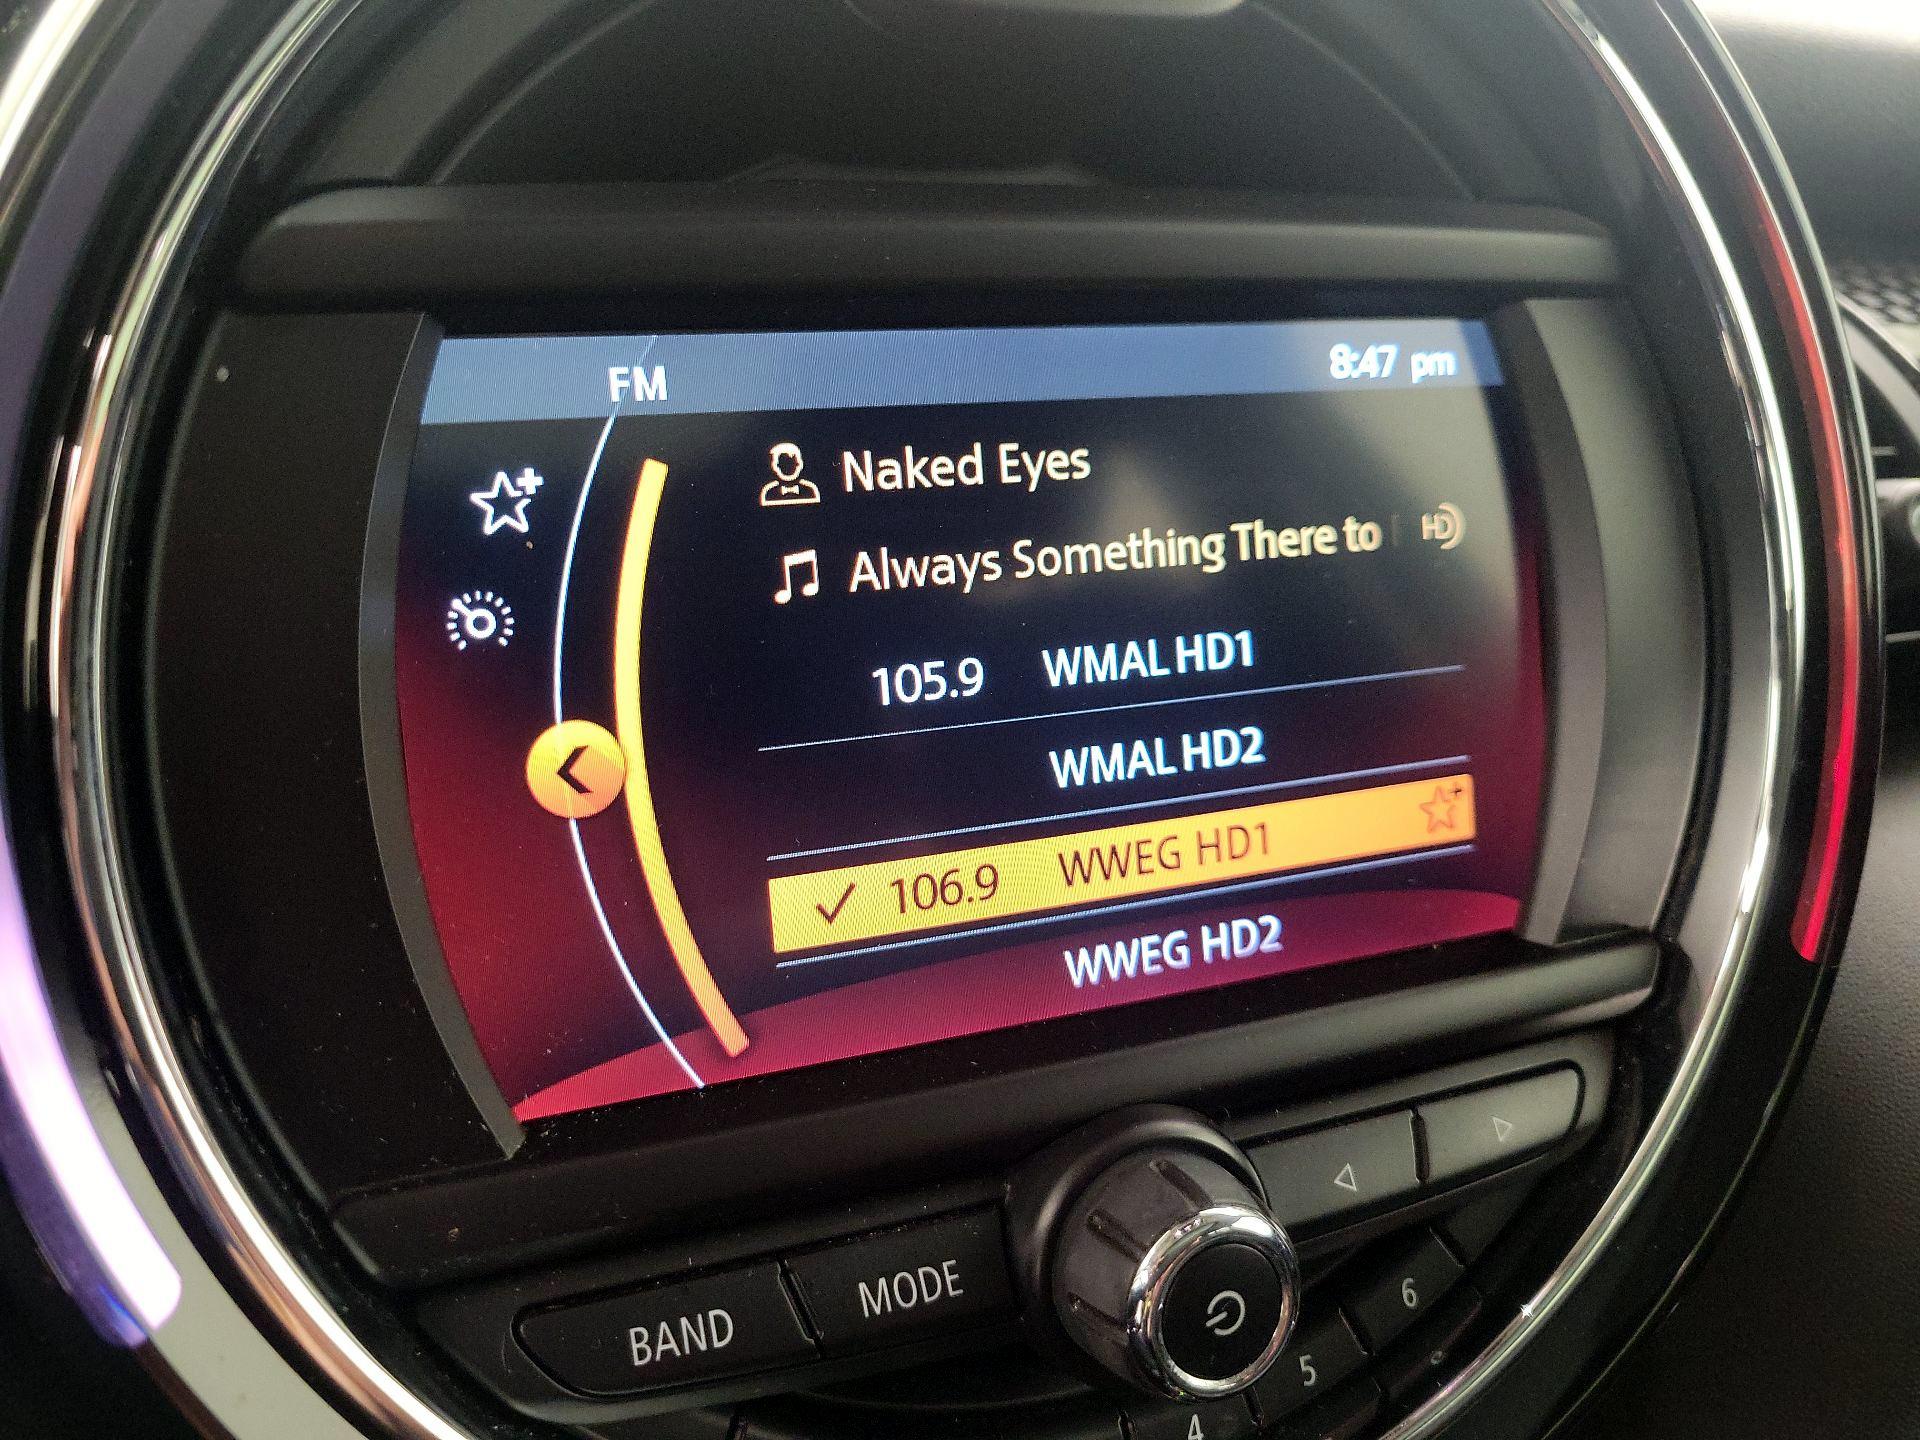 FM 8:47 pm
Naked Eyes
Always Something There to HD
105.9 WMAL HD1
WMAL HD2
106.9 WWEG HD1
WWEG HD2
BAND MODE
4 5 6